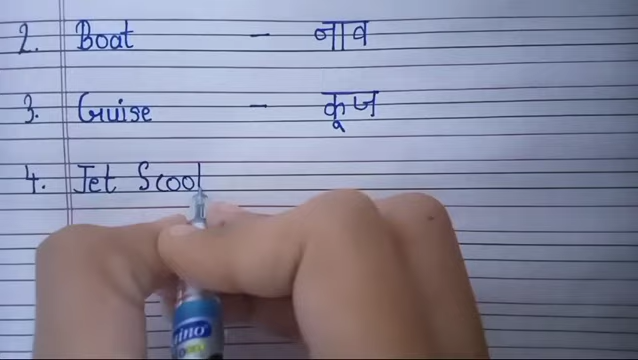 2. Boat - नाव
3. Cruise - कूज
4. Jet Scool